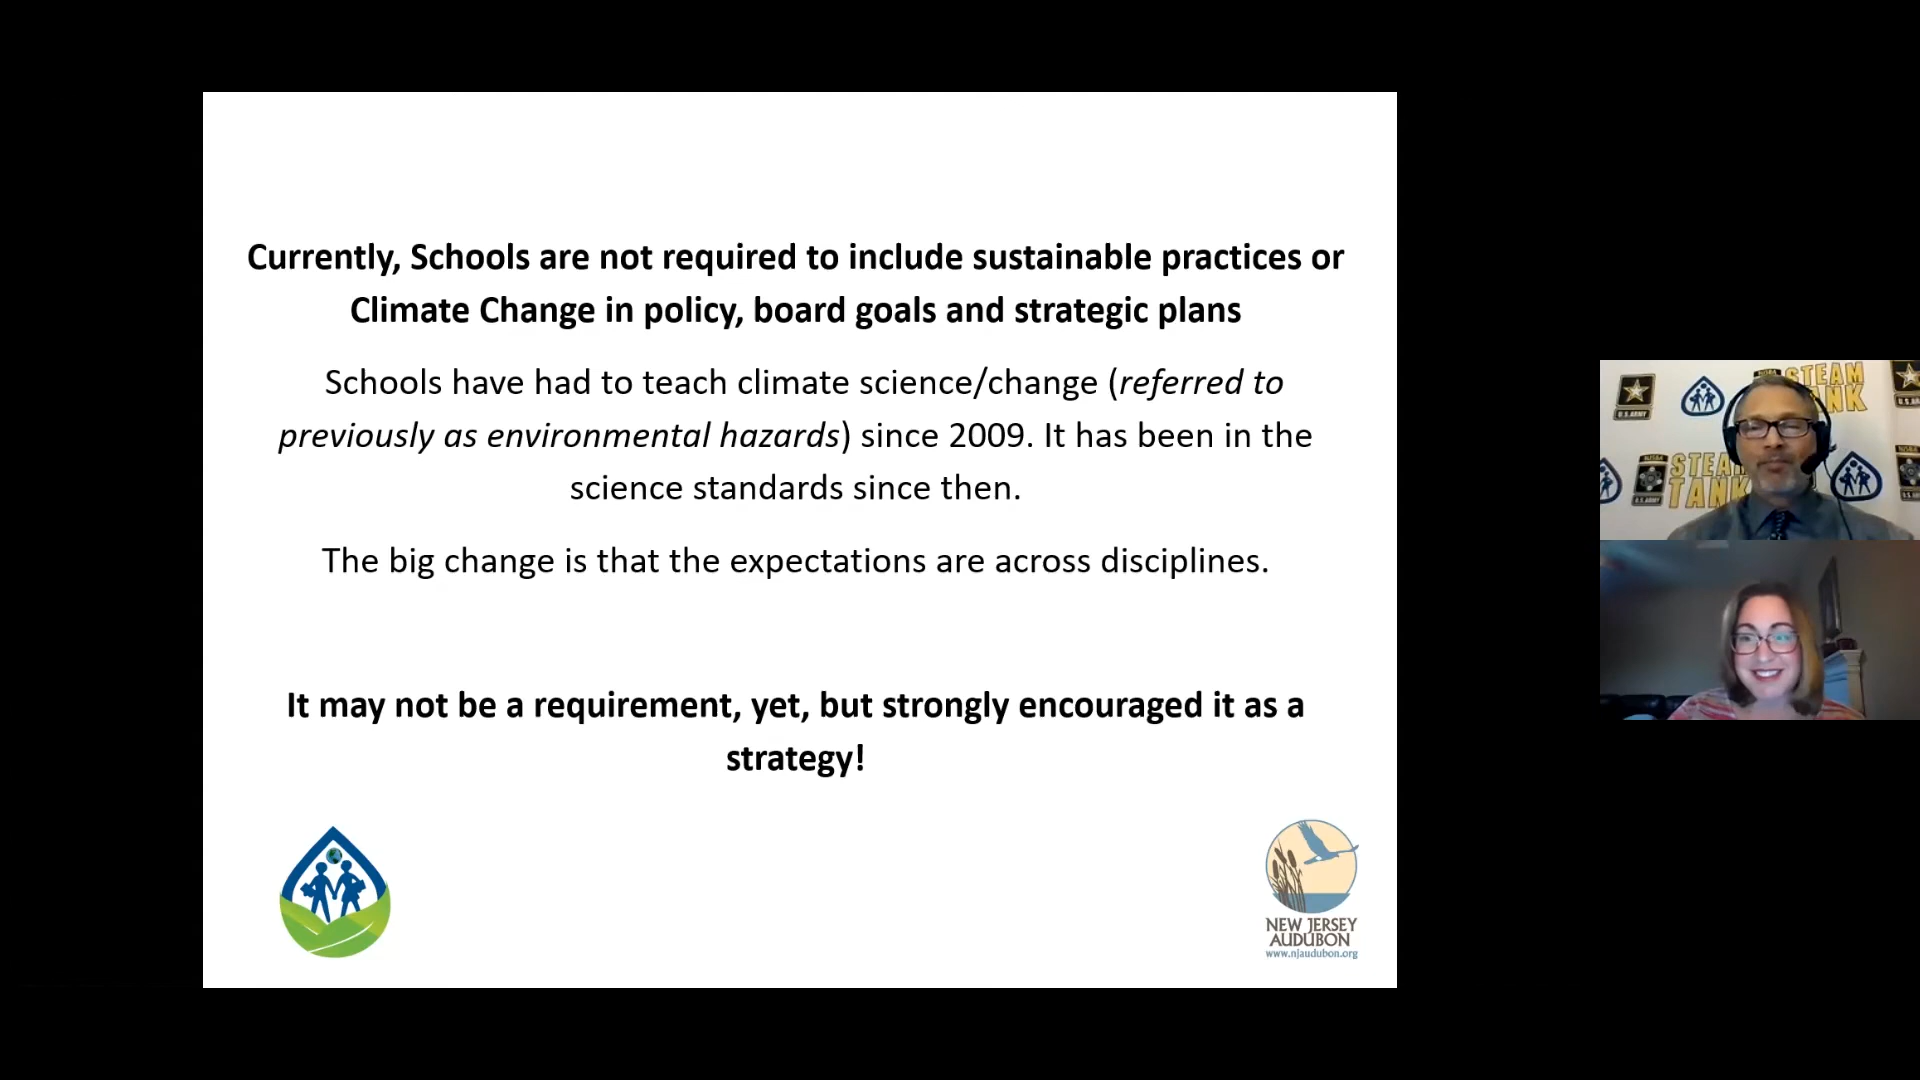 Currently, Schools are not required to include sustainable practices or
Climate Change in policy, board goals and strategic plans
Schools have had to teach climate science/change (referred to
previously as environmental hazards) since 2009. It has been in the
science standards since then.
The big change is that the expectations are across disciplines.
It may not be a requirement, yet, but strongly encouraged it as a
strategy!
NEW JERSEY
AUDUBON
www.njaudubon.org
U.S.ARMY
STEAM
NJSBA
STEAM
TANK